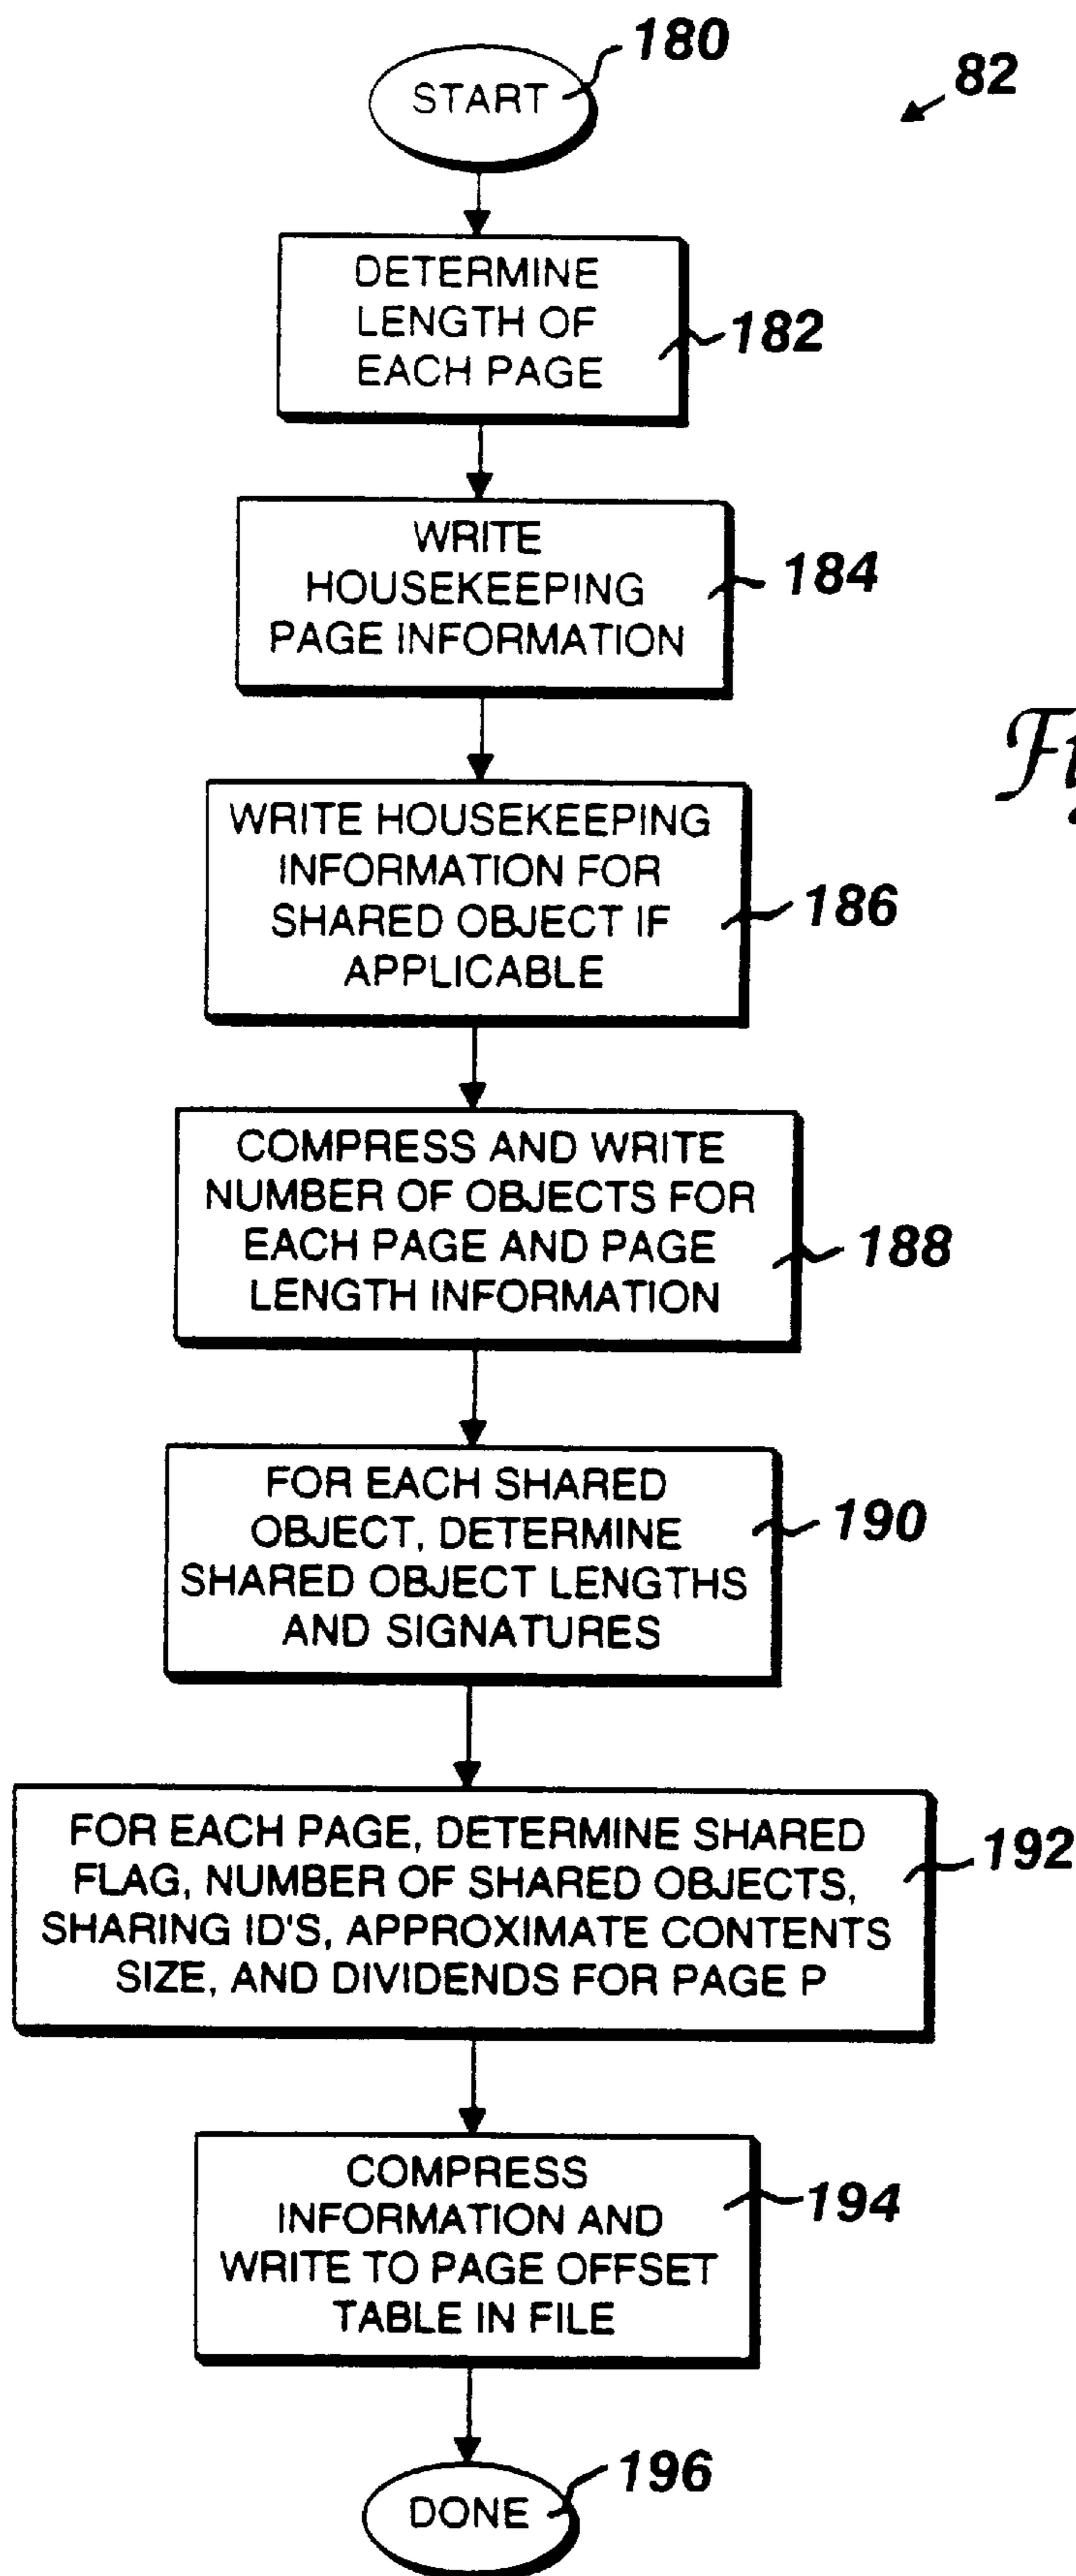 START
180
82
DETERMINE
LENGTH OF
EACH PAGE
182
WRITE
HOUSEKEEPING
PAGE INFORMATION
184
WRITE HOUSEKEEPING
INFORMATION FOR
SHARED OBJECT IF
APPLICABLE
186
COMPRESS AND WRITE
NUMBER OF OBJECTS FOR
EACH PAGE AND PAGE
LENGTH INFORMATION
188
FOR EACH SHARED
OBJECT, DETERMINE
SHARED OBJECT LENGTHS
AND SIGNATURES
190
FOR EACH PAGE, DETERMINE SHARED
FLAG, NUMBER OF SHARED OBJECTS,
SHARING ID'S, APPROXIMATE CONTENTS
SIZE, AND DIVIDENDS FOR PAGE P
192
COMPRESS
INFORMATION AND
WRITE TO PAGE OFFSET
TABLE IN FILE
194
DONE
196